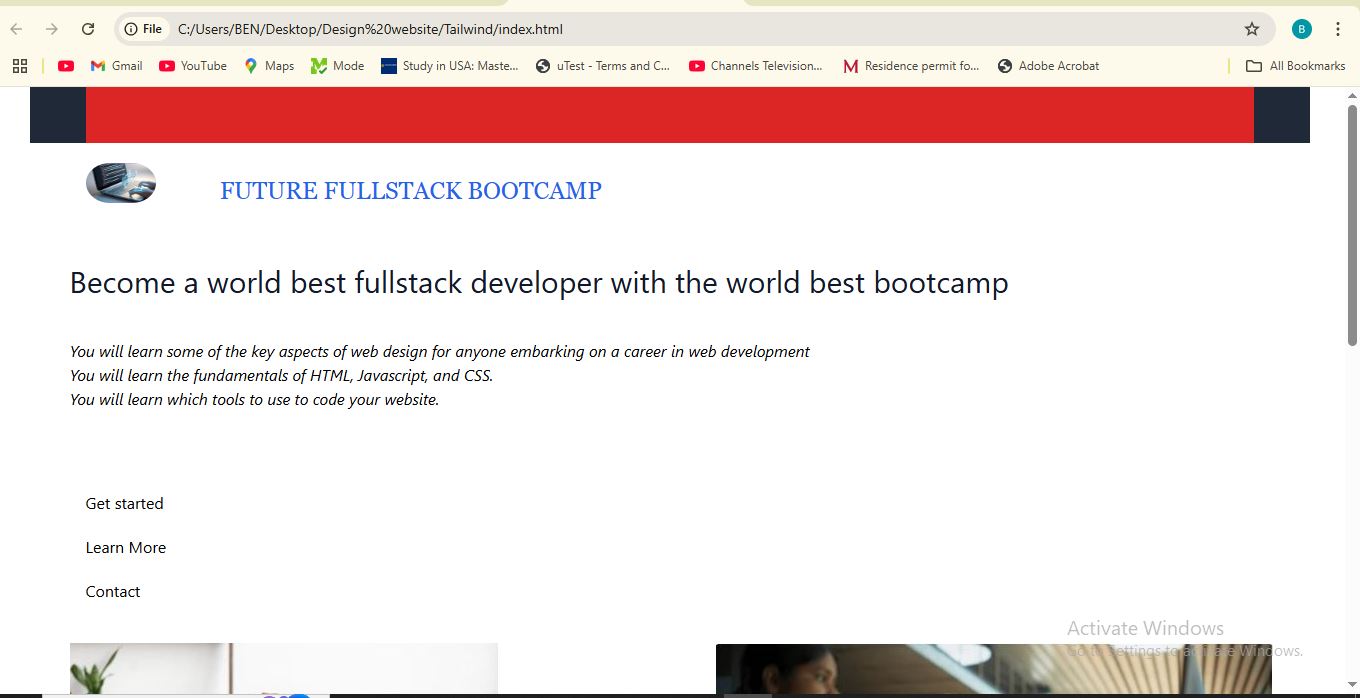 File C:/Users/BEN/Desktop/Design%20website/Tailwind/index.html B
Gmail YouTube Maps Mode Study in USA: Maste... uTest - Terms and C... Channels Television... Residence permit fo... Adobe Acrobat All Bookmarks
FUTURE FULLSTACK BOOTCAMP
Become a world best fullstack developer with the world best bootcamp
You will learn some of the key aspects of web design for anyone embarking on a career in web development
You will learn the fundamentals of HTML, Javascript, and CSS.
You will learn which tools to use to code your website.
Get started
Learn More
Contact
Activate Windows
Go to Settings to activate Windows.